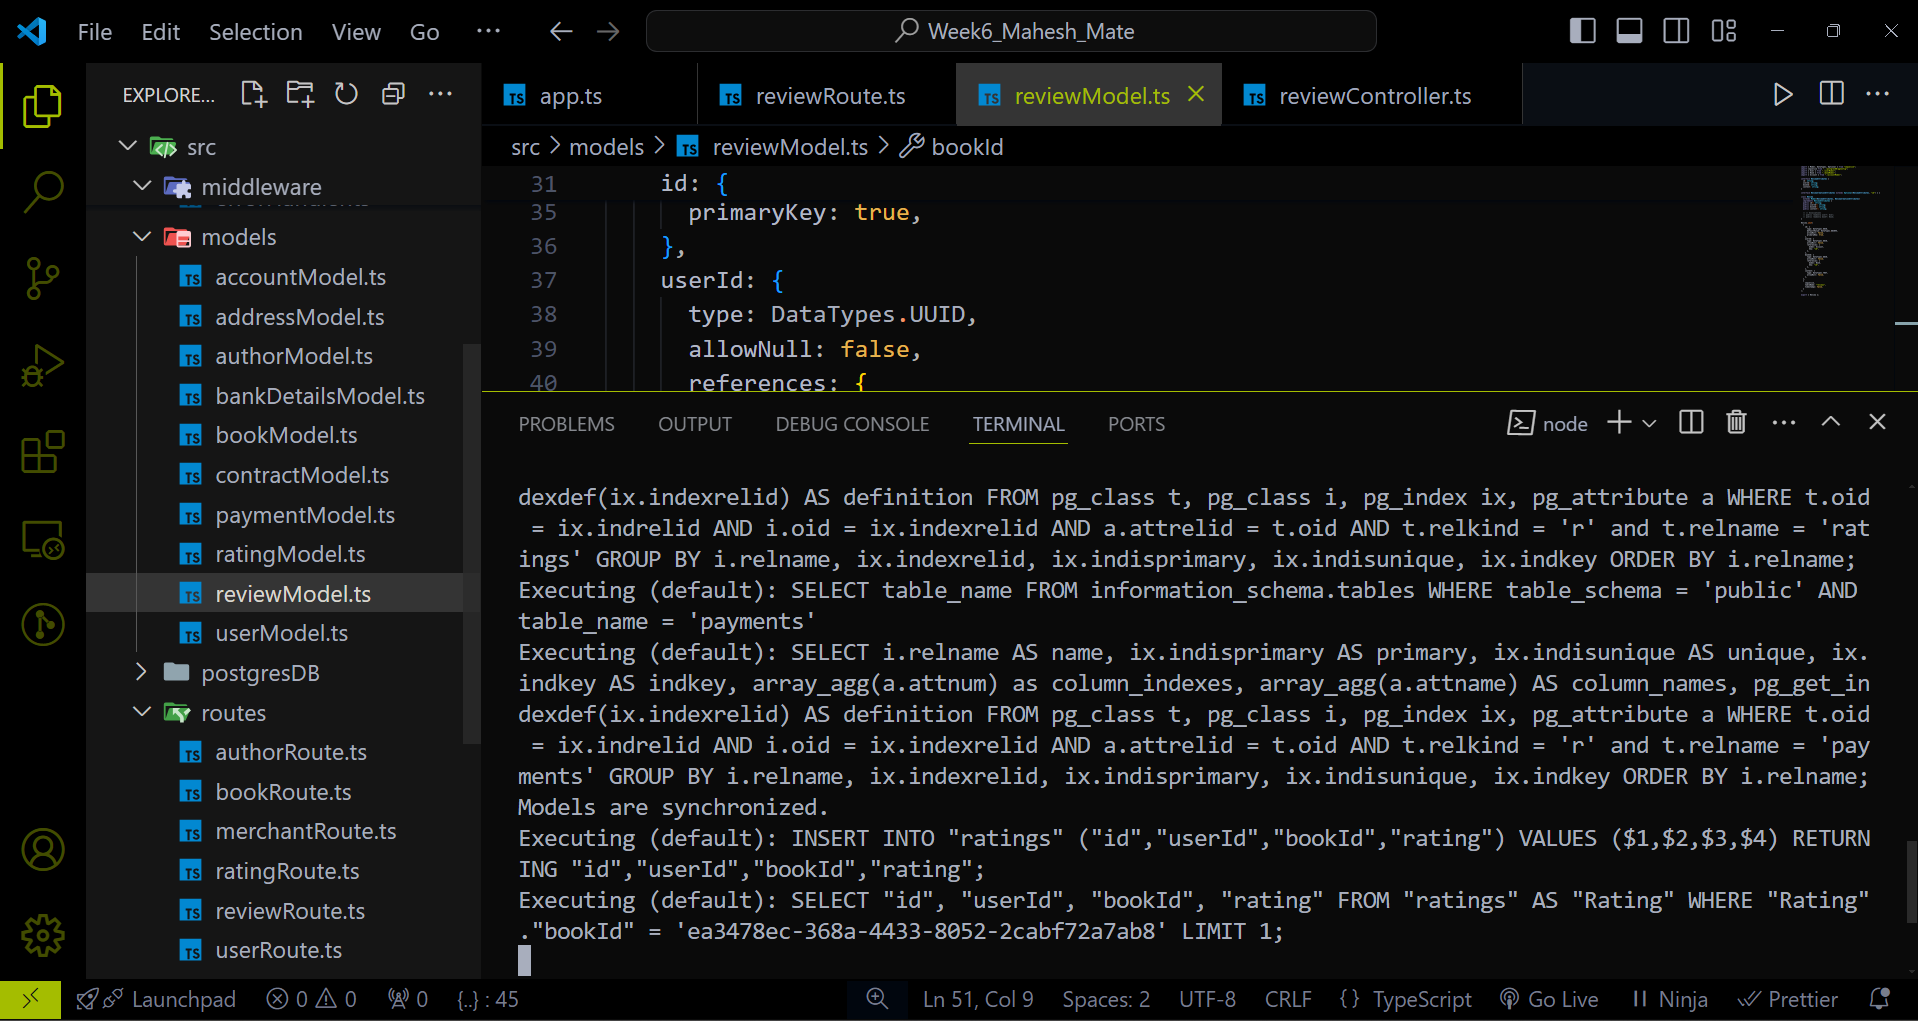 File Edit Selection View Go ··· Week6_Mahesh_Mate
EXPLORE... ···
src
middleware
models
accountModel.ts
addressModel.ts
authorModel.ts
bankDetailsModel.ts
bookModel.ts
contractModel.ts
paymentModel.ts
ratingModel.ts
reviewModel.ts
userModel.ts
postgresDB
routes
authorRoute.ts
bookRoute.ts
merchantRoute.ts
ratingRoute.ts
reviewRoute.ts
userRoute.ts
TS app.ts TS reviewRoute.ts TS reviewModel.ts TS reviewController.ts
src > models > TS reviewModel.ts > bookId
31 id: {
35 primaryKey: true,
36 },
37 userId: {
38 type: DataTypes.UUID,
39 allowNull: false,
40 references: {
PROBLEMS OUTPUT DEBUG CONSOLE TERMINAL PORTS node
dexdef(ix.indexrelid) AS definition FROM pg_class t, pg_class i, pg_index ix, pg_attribute a WHERE t.oid
= ix.indrelid AND i.oid = ix.indexrelid AND a.attrelid = t.oid AND t.relkind = 'r' and t.relname = 'rat
ings' GROUP BY i.relname, ix.indexrelid, ix.indisprimary, ix.indisunique, ix.indkey ORDER BY i.relname;
Executing (default): SELECT table_name FROM information_schema.tables WHERE table_schema = 'public' AND
table_name = 'payments'
Executing (default): SELECT i.relname AS name, ix.indisprimary AS primary, ix.indisunique AS unique, ix.
indkey AS indkey, array_agg(a.attnum) as column_indexes, array_agg(a.attname) AS column_names, pg_get_in
dexdef(ix.indexrelid) AS definition FROM pg_class t, pg_class i, pg_index ix, pg_attribute a WHERE t.oid
= ix.indrelid AND i.oid = ix.indexrelid AND a.attrelid = t.oid AND t.relkind = 'r' and t.relname = 'pay
ments' GROUP BY i.relname, ix.indexrelid, ix.indisprimary, ix.indisunique, ix.indkey ORDER BY i.relname;
Models are synchronized.
Executing (default): INSERT INTO "ratings" ("id","userId","bookId","rating") VALUES ($1,$2,$3,$4) RETURN
ING "id","userId","bookId","rating";
Executing (default): SELECT "id", "userId", "bookId", "rating" FROM "ratings" AS "Rating" WHERE "Rating"
."bookId" = 'ea3478ec-368a-4433-8052-2cabf72a7ab8' LIMIT 1;
Launchpad 0 0 0 {..} : 45 Ln 51, Col 9 Spaces: 2 UTF-8 CRLF {} TypeScript Go Live Ninja Prettier